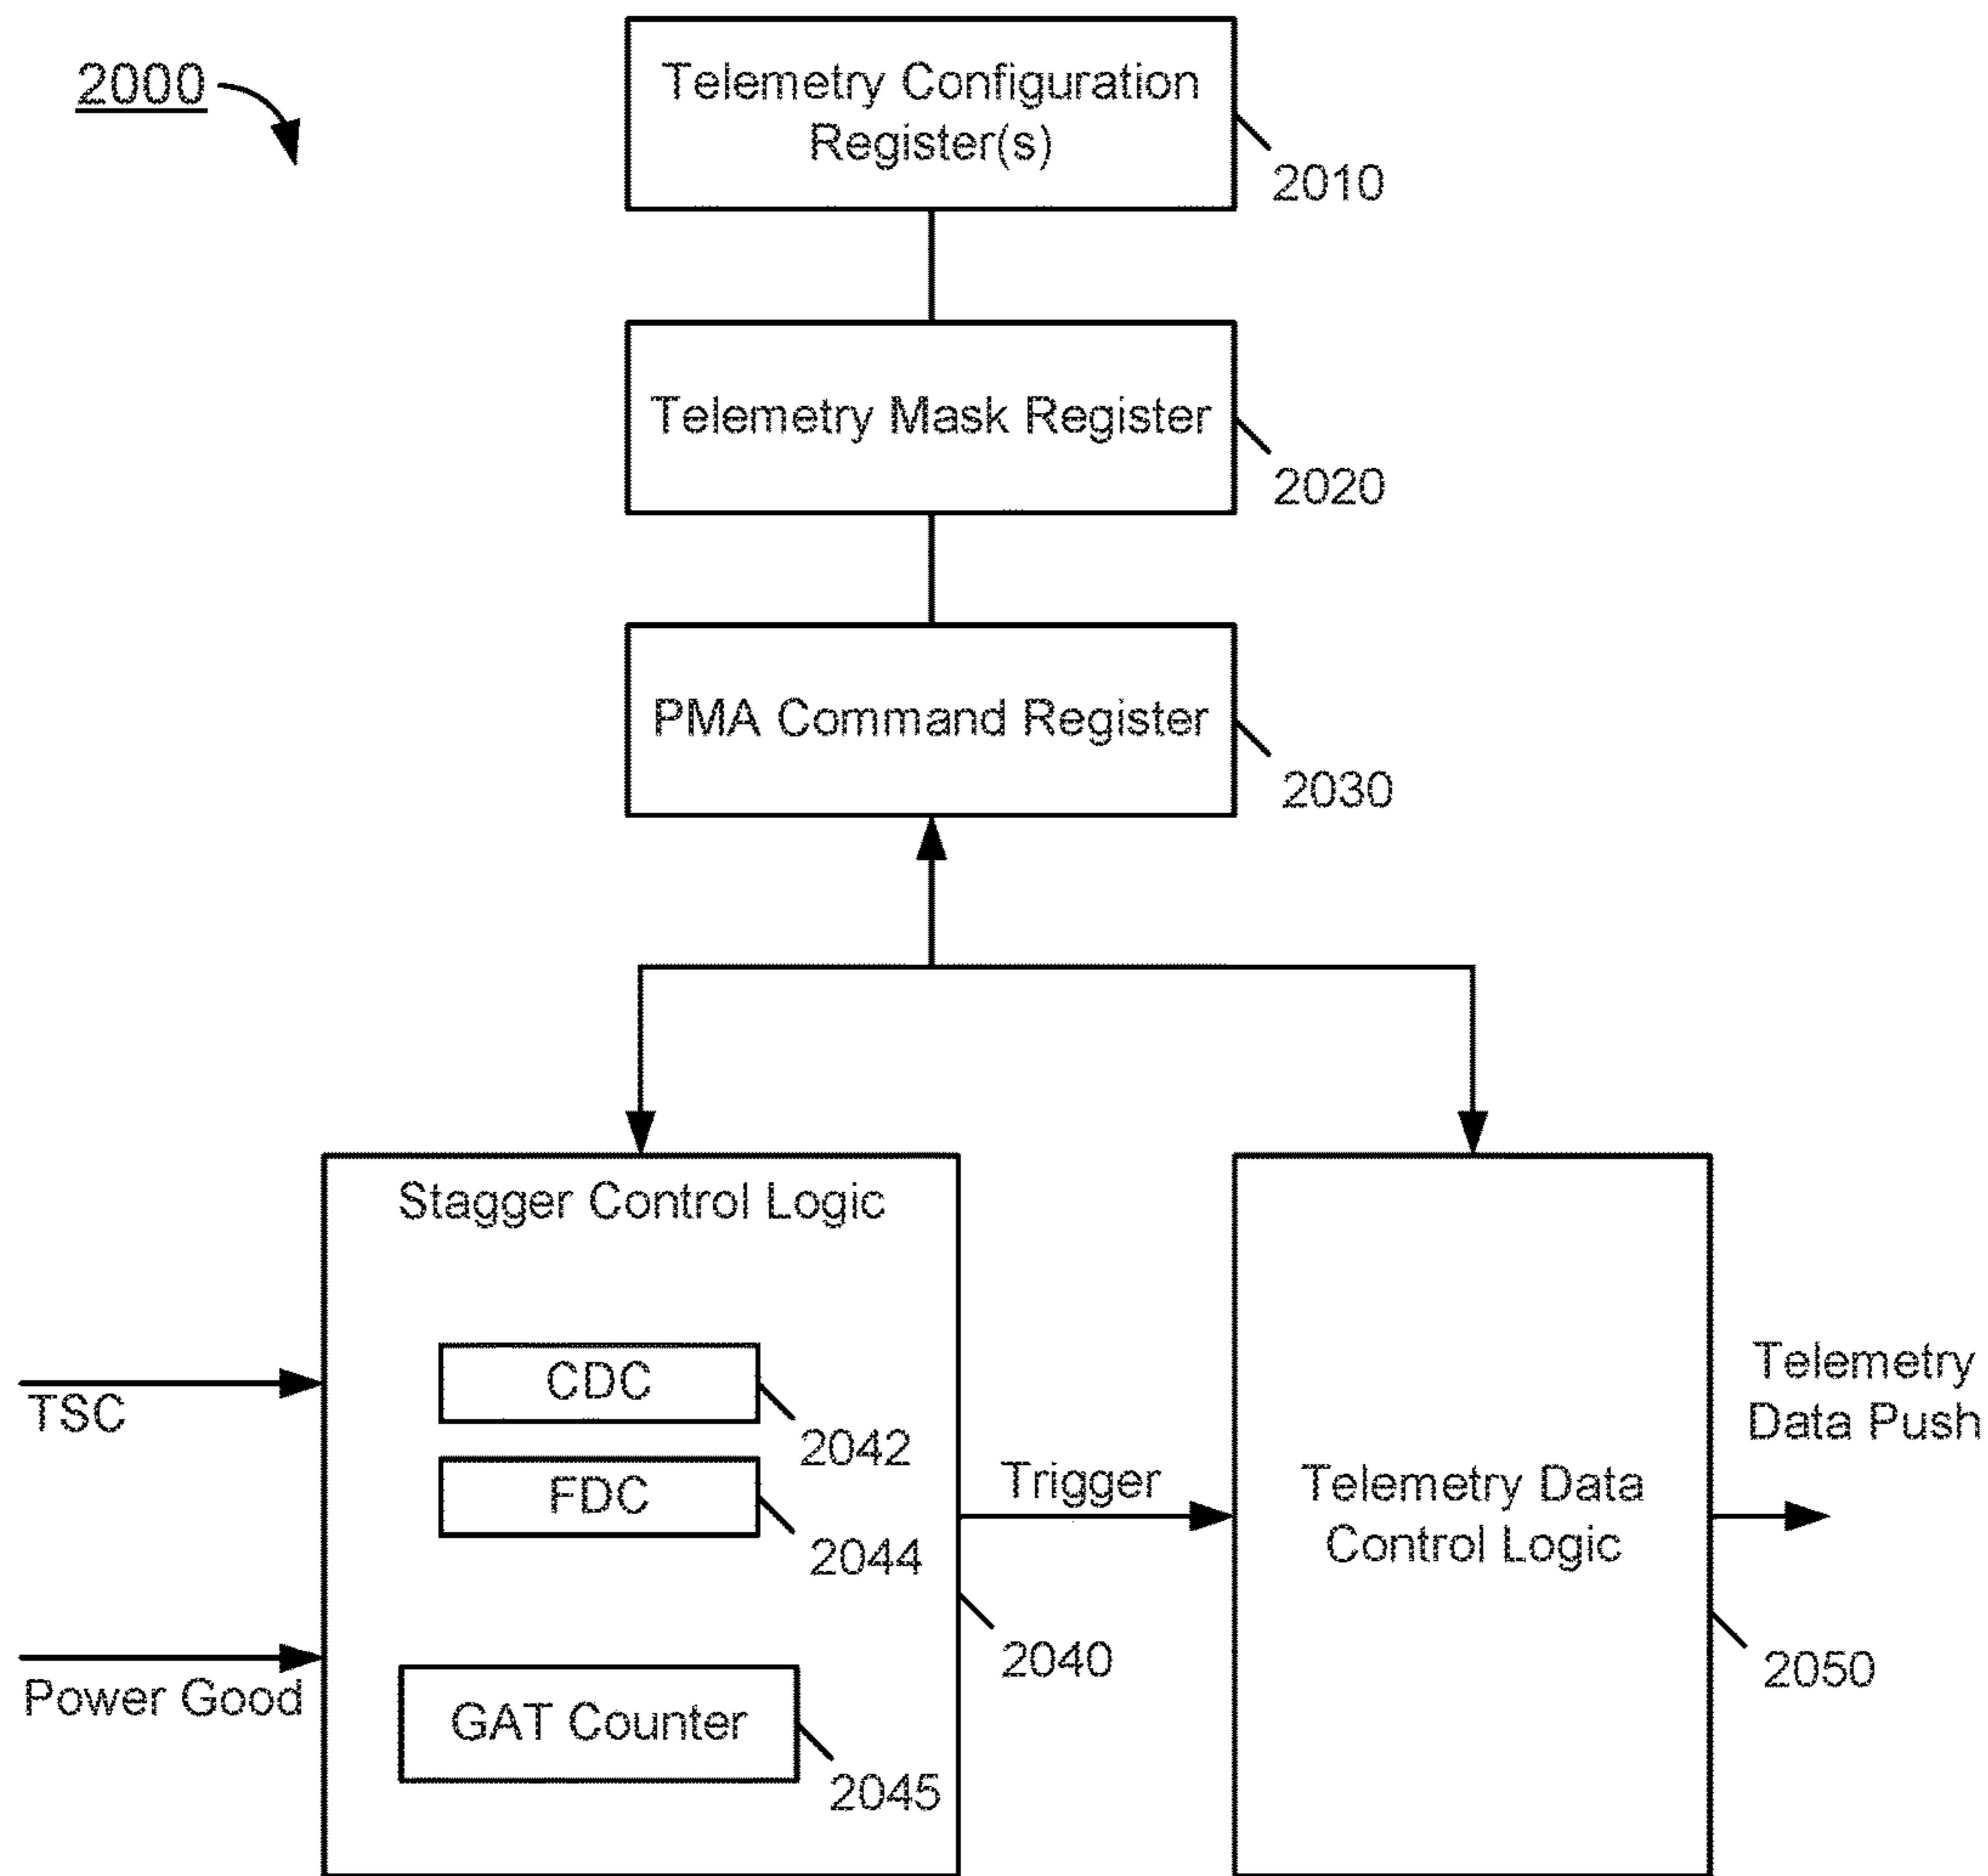 2000
Telemetry Configuration
Register(s)
2010
Telemetry Mask Register
2020
PMA Command Register
2030
Stagger Control Logic
TSC
CDC
2042
FDC
2044
Power Good
GAT Counter
2045
2040
Trigger
Telemetry Data
Control Logic
2050
Telemetry
Data Push